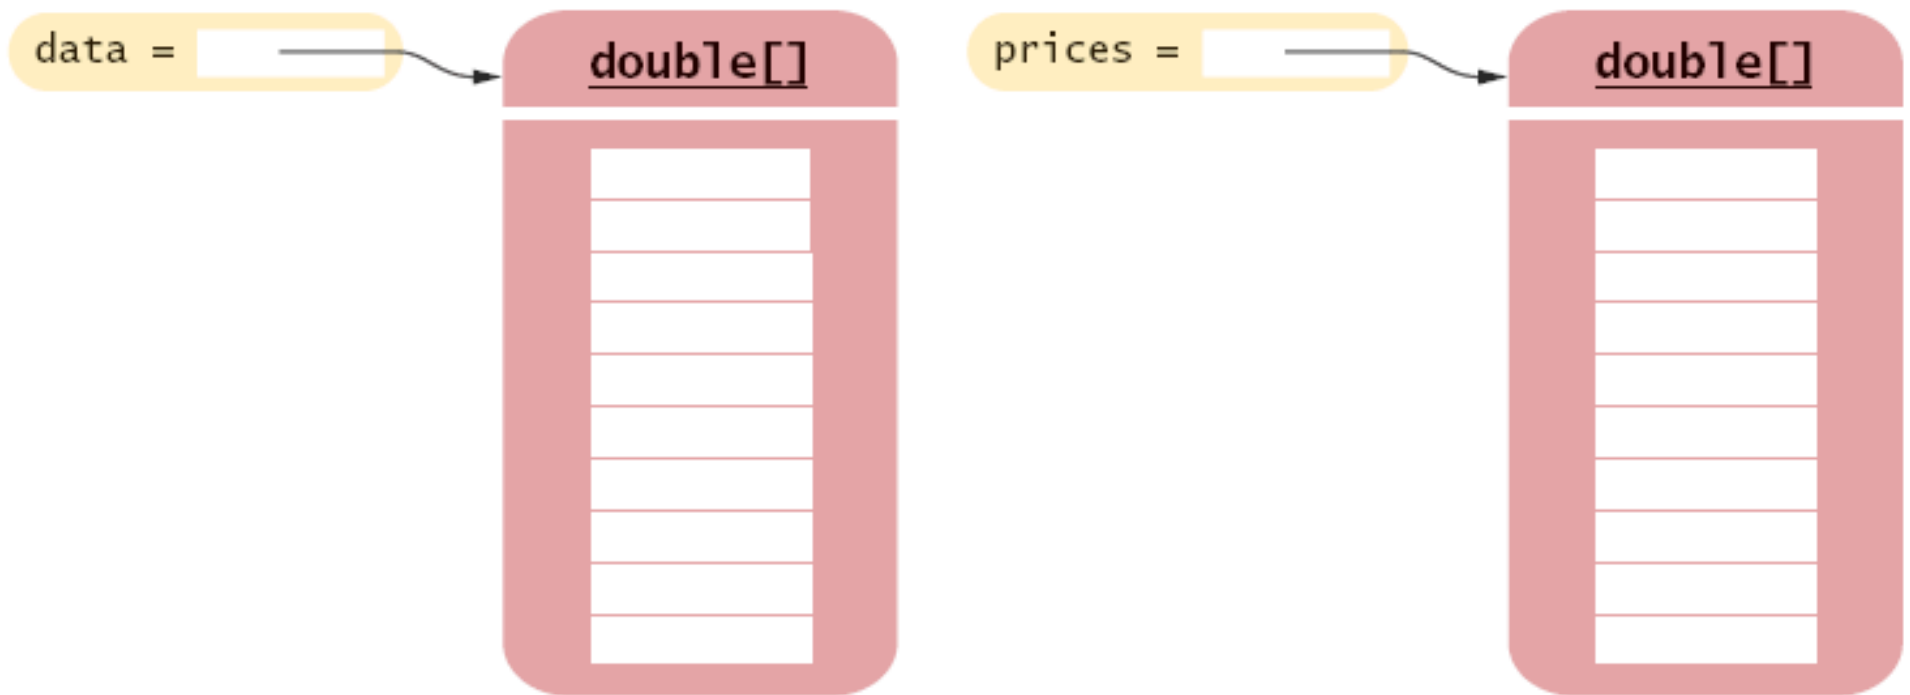 data =
double[]
prices =
double[]